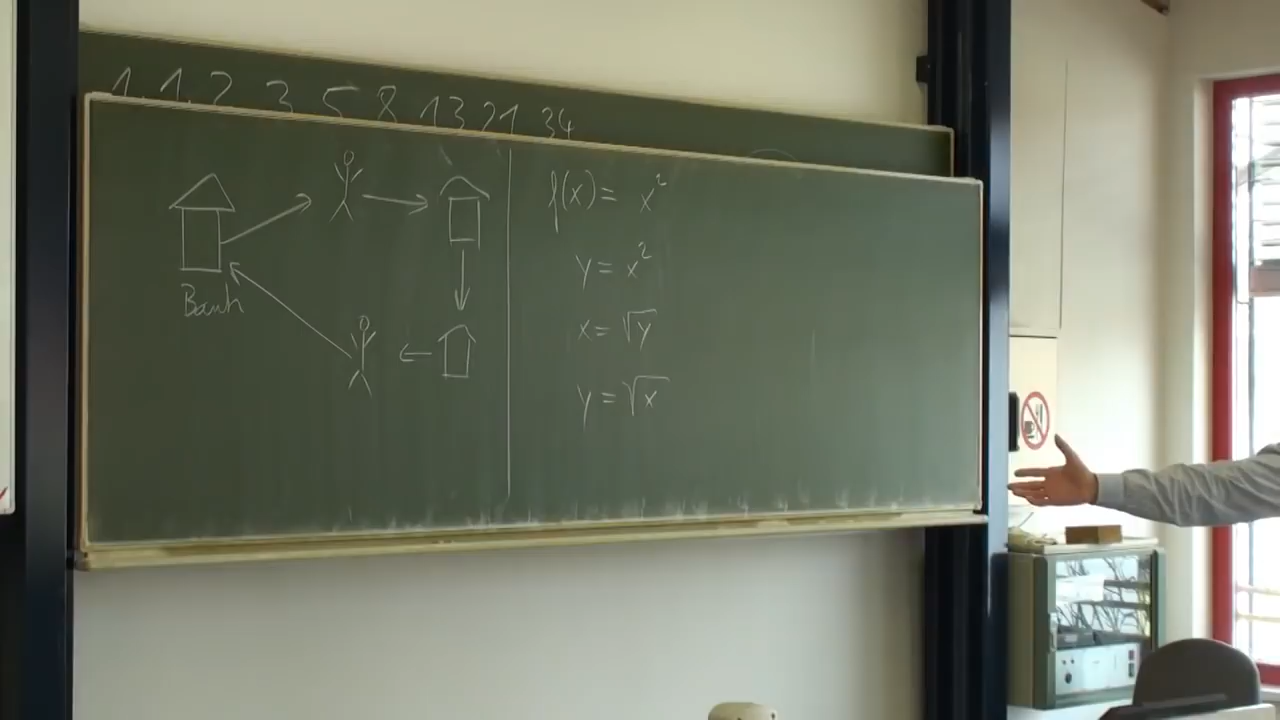 1 1 2 3 5 8 13 21 34
Bank
f(x) = x²
y = x²
x = √y
y = √x